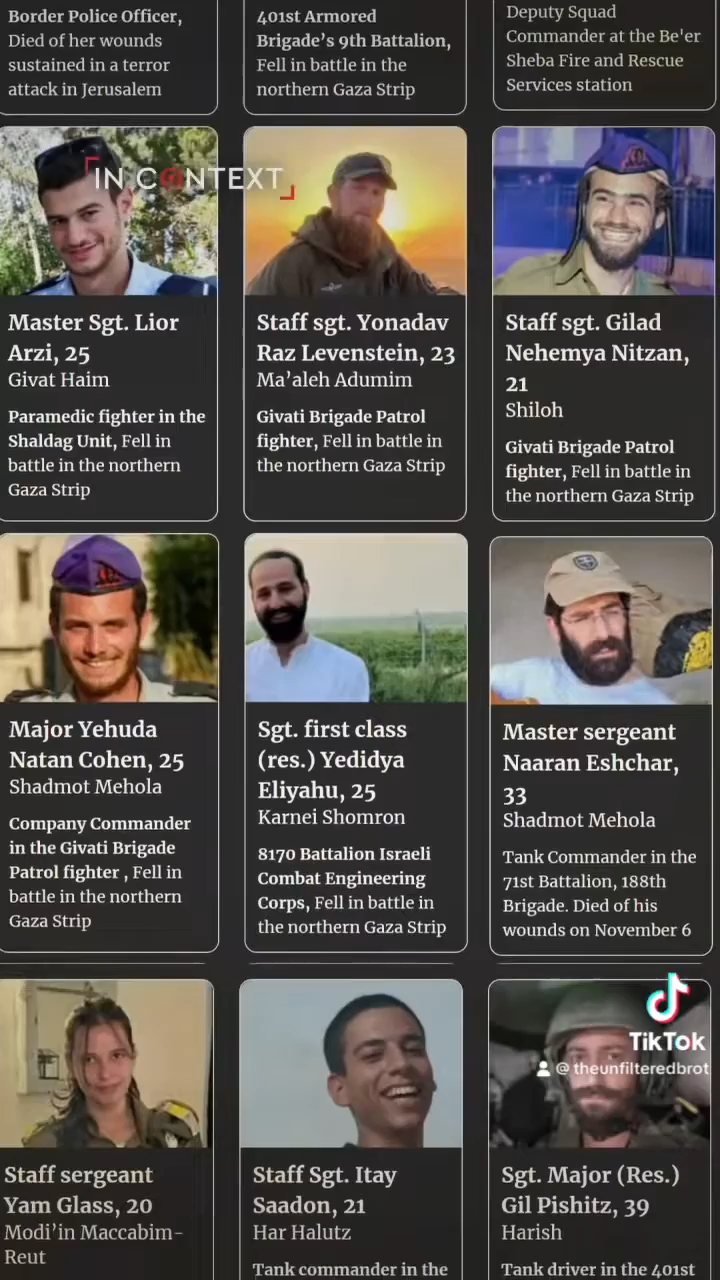 Border Police Officer,
Died of her wounds
sustained in a terror
attack in Jerusalem
401st Armored
Brigade's 9th Battalion,
Fell in battle in the
northern Gaza Strip
Deputy Squad
Commander at the Be'er
Sheba Fire and Rescue
Services station
IN CONTEXT
Master Sgt. Lior
Arzi, 25
Givat Haim
Paramedic fighter in the
Shaldag Unit, Fell in
battle in the northern
Gaza Strip
Staff sgt. Yonadav
Raz Levenstein, 23
Ma'aleh Adumim
Givati Brigade Patrol
fighter, Fell in battle in
the northern Gaza Strip
Staff sgt. Gilad
Nehemya Nitzan,
21
Shiloh
Givati Brigade Patrol
fighter, Fell in battle in
the northern Gaza Strip
Major Yehuda
Natan Cohen, 25
Shadmot Mehola
Company Commander
in the Givati Brigade
Patrol fighter , Fell in
battle in the northern
Gaza Strip
Sgt. first class
(res.) Yedidya
Eliyahu, 25
Karnei Shomron
8170 Battalion Israeli
Combat Engineering
Corps, Fell in battle in
the northern Gaza Strip
Master sergeant
Naaran Eshchar,
33
Shadmot Mehola
Tank Commander in the
71st Battalion, 188th
Brigade. Died of his
wounds on November 6
TikTok
@theunfilteredbrot
Staff sergeant
Yam Glass, 20
Modi'in Maccabim-
Reut
Staff Sgt. Itay
Saadon, 21
Har Halutz
Tank commander in the
Sgt. Major (Res.)
Gil Pishitz, 39
Harish
Tank driver in the 401st